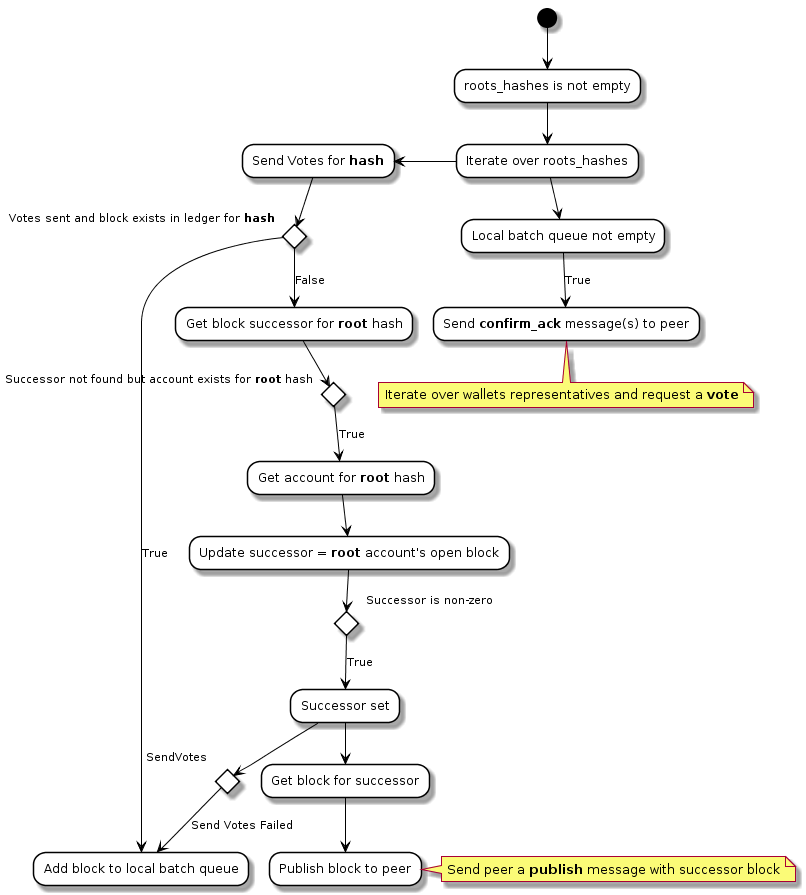 roots_hashes is not empty
Send Votes for hash
Iterate over roots_hashes
Votes sent and block exists in ledger for hash
Local batch queue not empty
False
True
Get block successor for root hash
Send confirm_ack message(s) to peer
Successor not found but account exists for root hash
Iterate over wallets representatives and request a vote
True
Get account for root hash
Update successor = root account's open block
True
Successor is non-zero
True
Successor set
SendVotes
Get block for successor
Send Votes Failed
Add block to local batch queue
Publish block to peer
Send peer a publish message with successor block